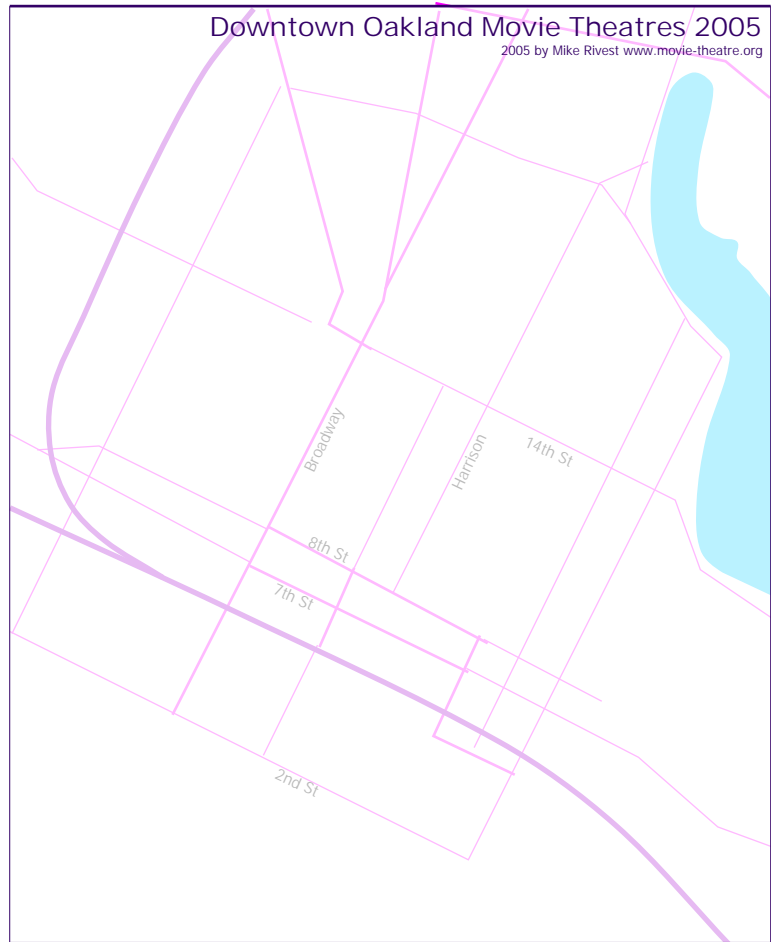 Downtown Oakland Movie Theatres 2005
2005 by Mike Rivest www.movie-theatre.org
Broadway
Harrison
14th St
8th St
7th St
2nd St